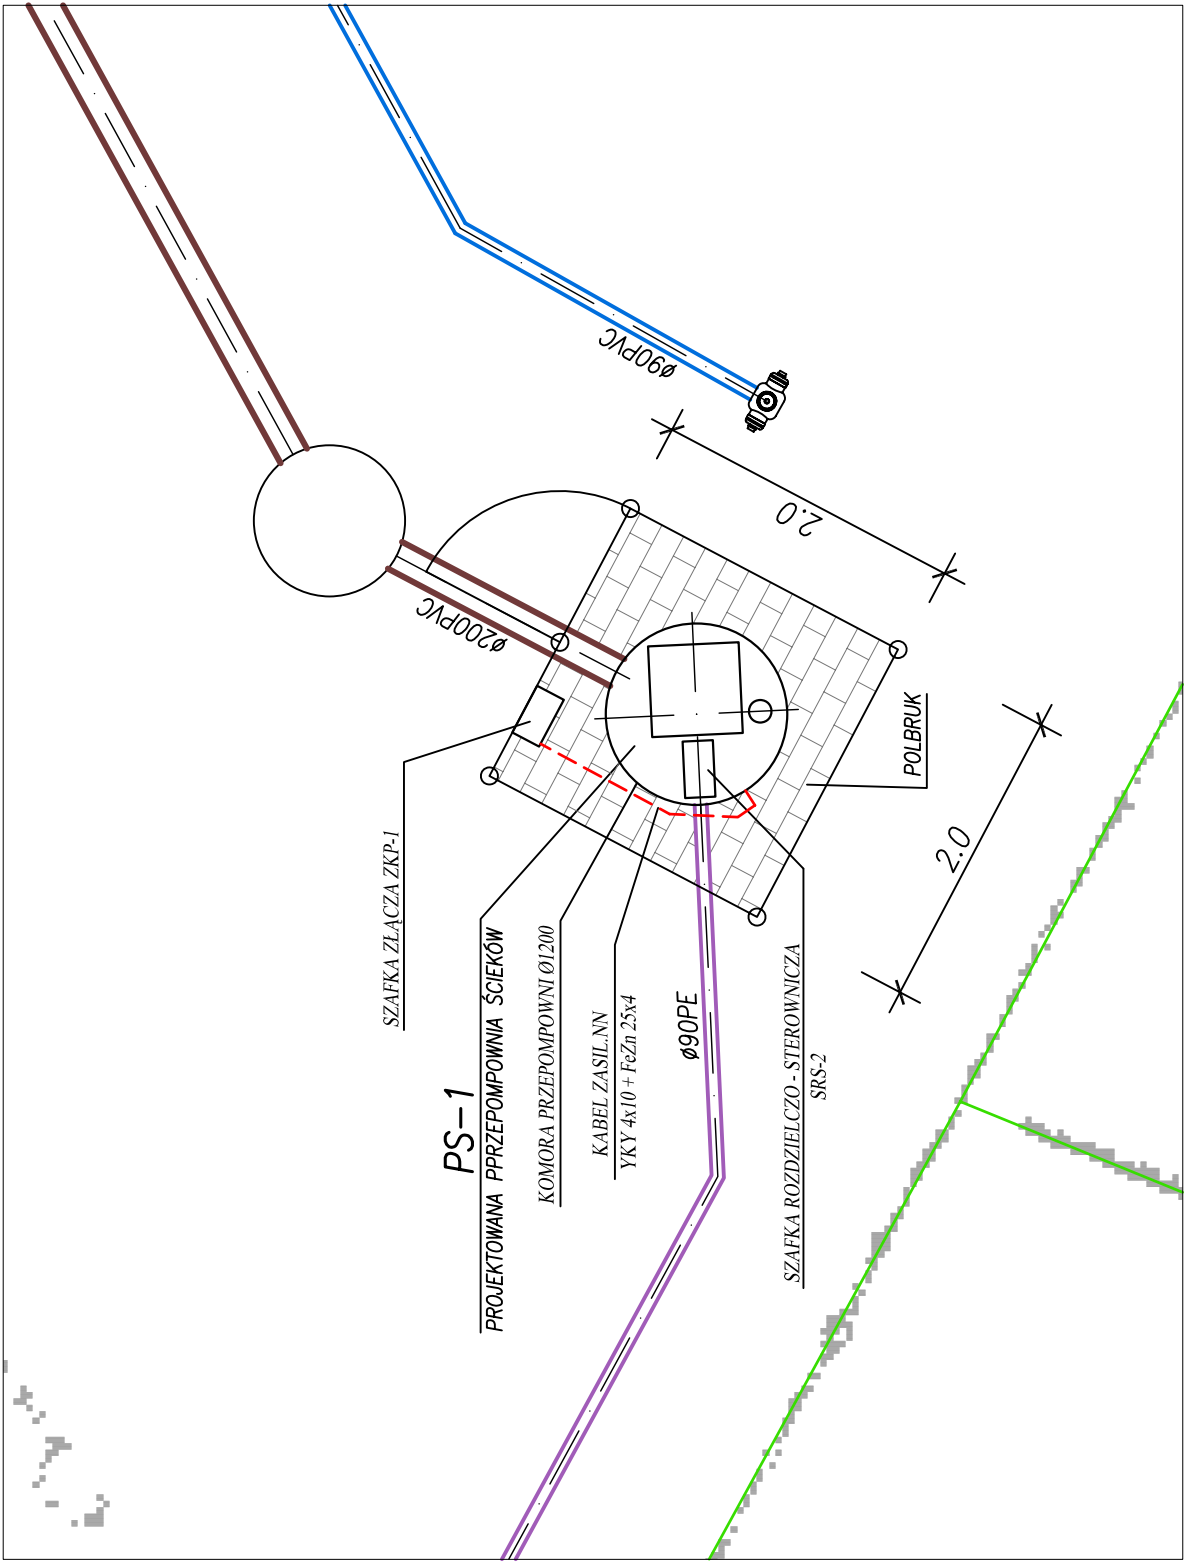 PS-1
PROJEKTOWANA PPRZEPOMPOWNIA ŚCIEKÓW
SZAFKA ZŁĄCZA ZKP-1
KOMORA PRZEPOMPOWNI Ø1200
KABEL ZASIL.NN
YKY 4x10 + FeZn 25x4
SZAFKA ROZDZIELCZO - STEROWNICZA
SRS-2
POLBRUK
ø90PE
ø200PVC
ø90PVC
2.0
2.0